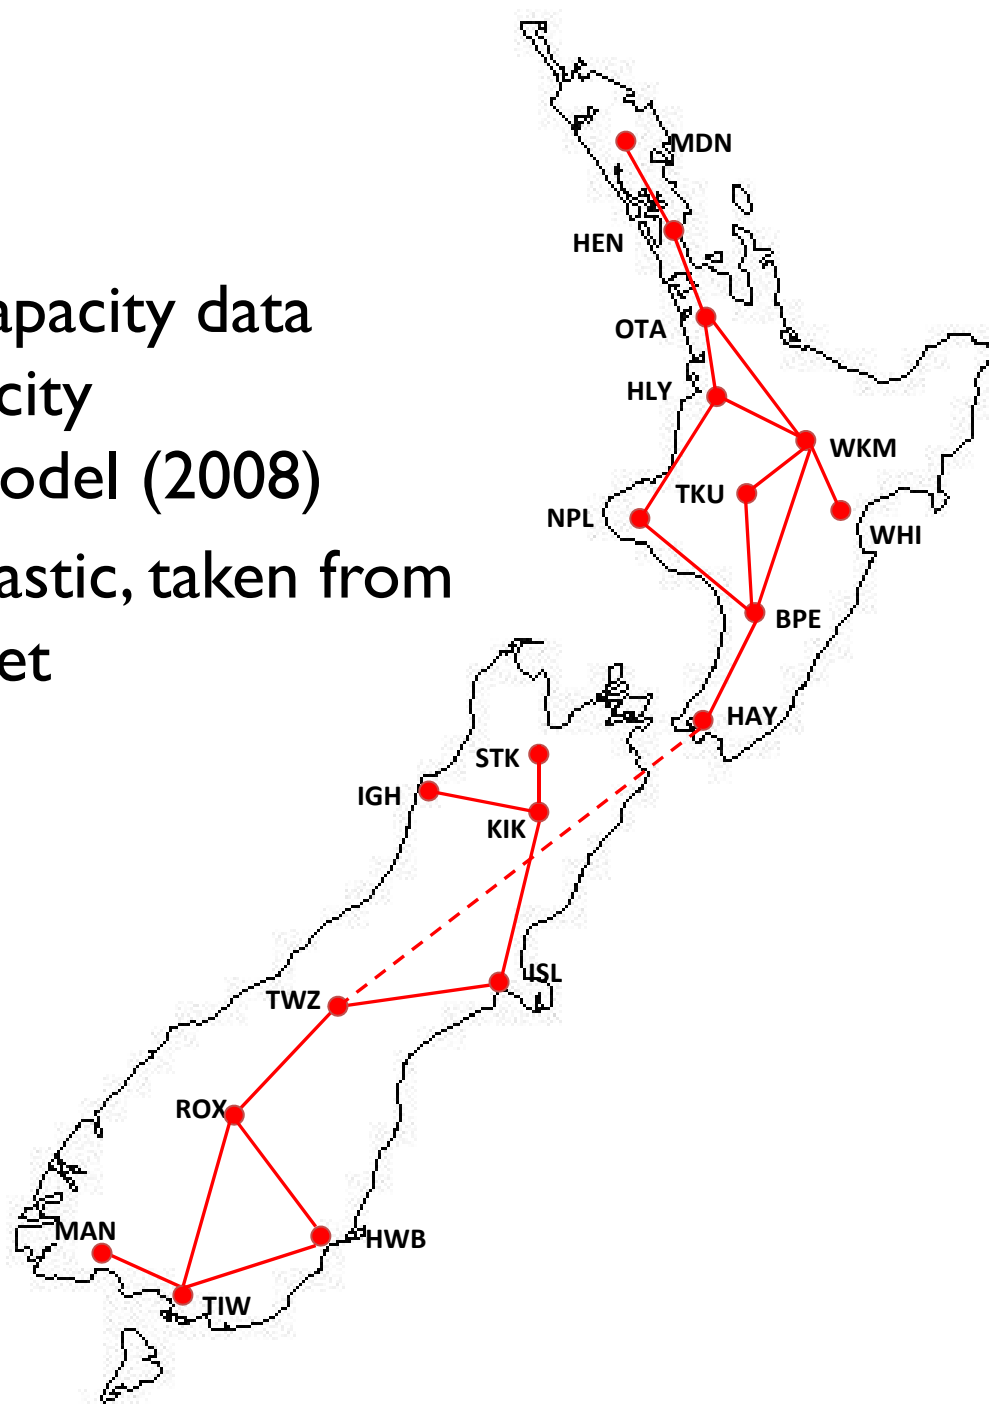 MDN
HEN
apacity data
OTA
city
HLY
WKM
odel (2008)
TKU
NPL
WHI
astic, taken from
BPE
et
HAY
STK
IGH
KIK
ISL
TWZ
ROX
MAN
HWB
TIW